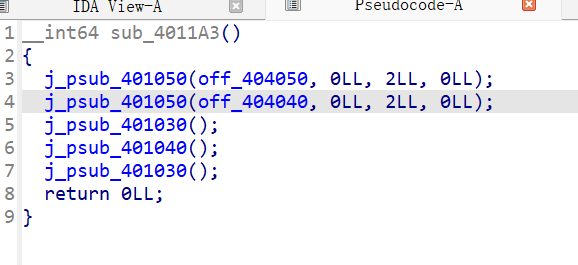 IDA View-A Pseudocode-A
1 __int64 sub_4011A3()
2 {
3 j_psub_401050(off_404050, 0LL, 2LL, 0LL);
4 j_psub_401050(off_404040, 0LL, 2LL, 0LL);
5 j_psub_401030();
6 j_psub_401040();
7 j_psub_401030();
8 return 0LL;
9 }